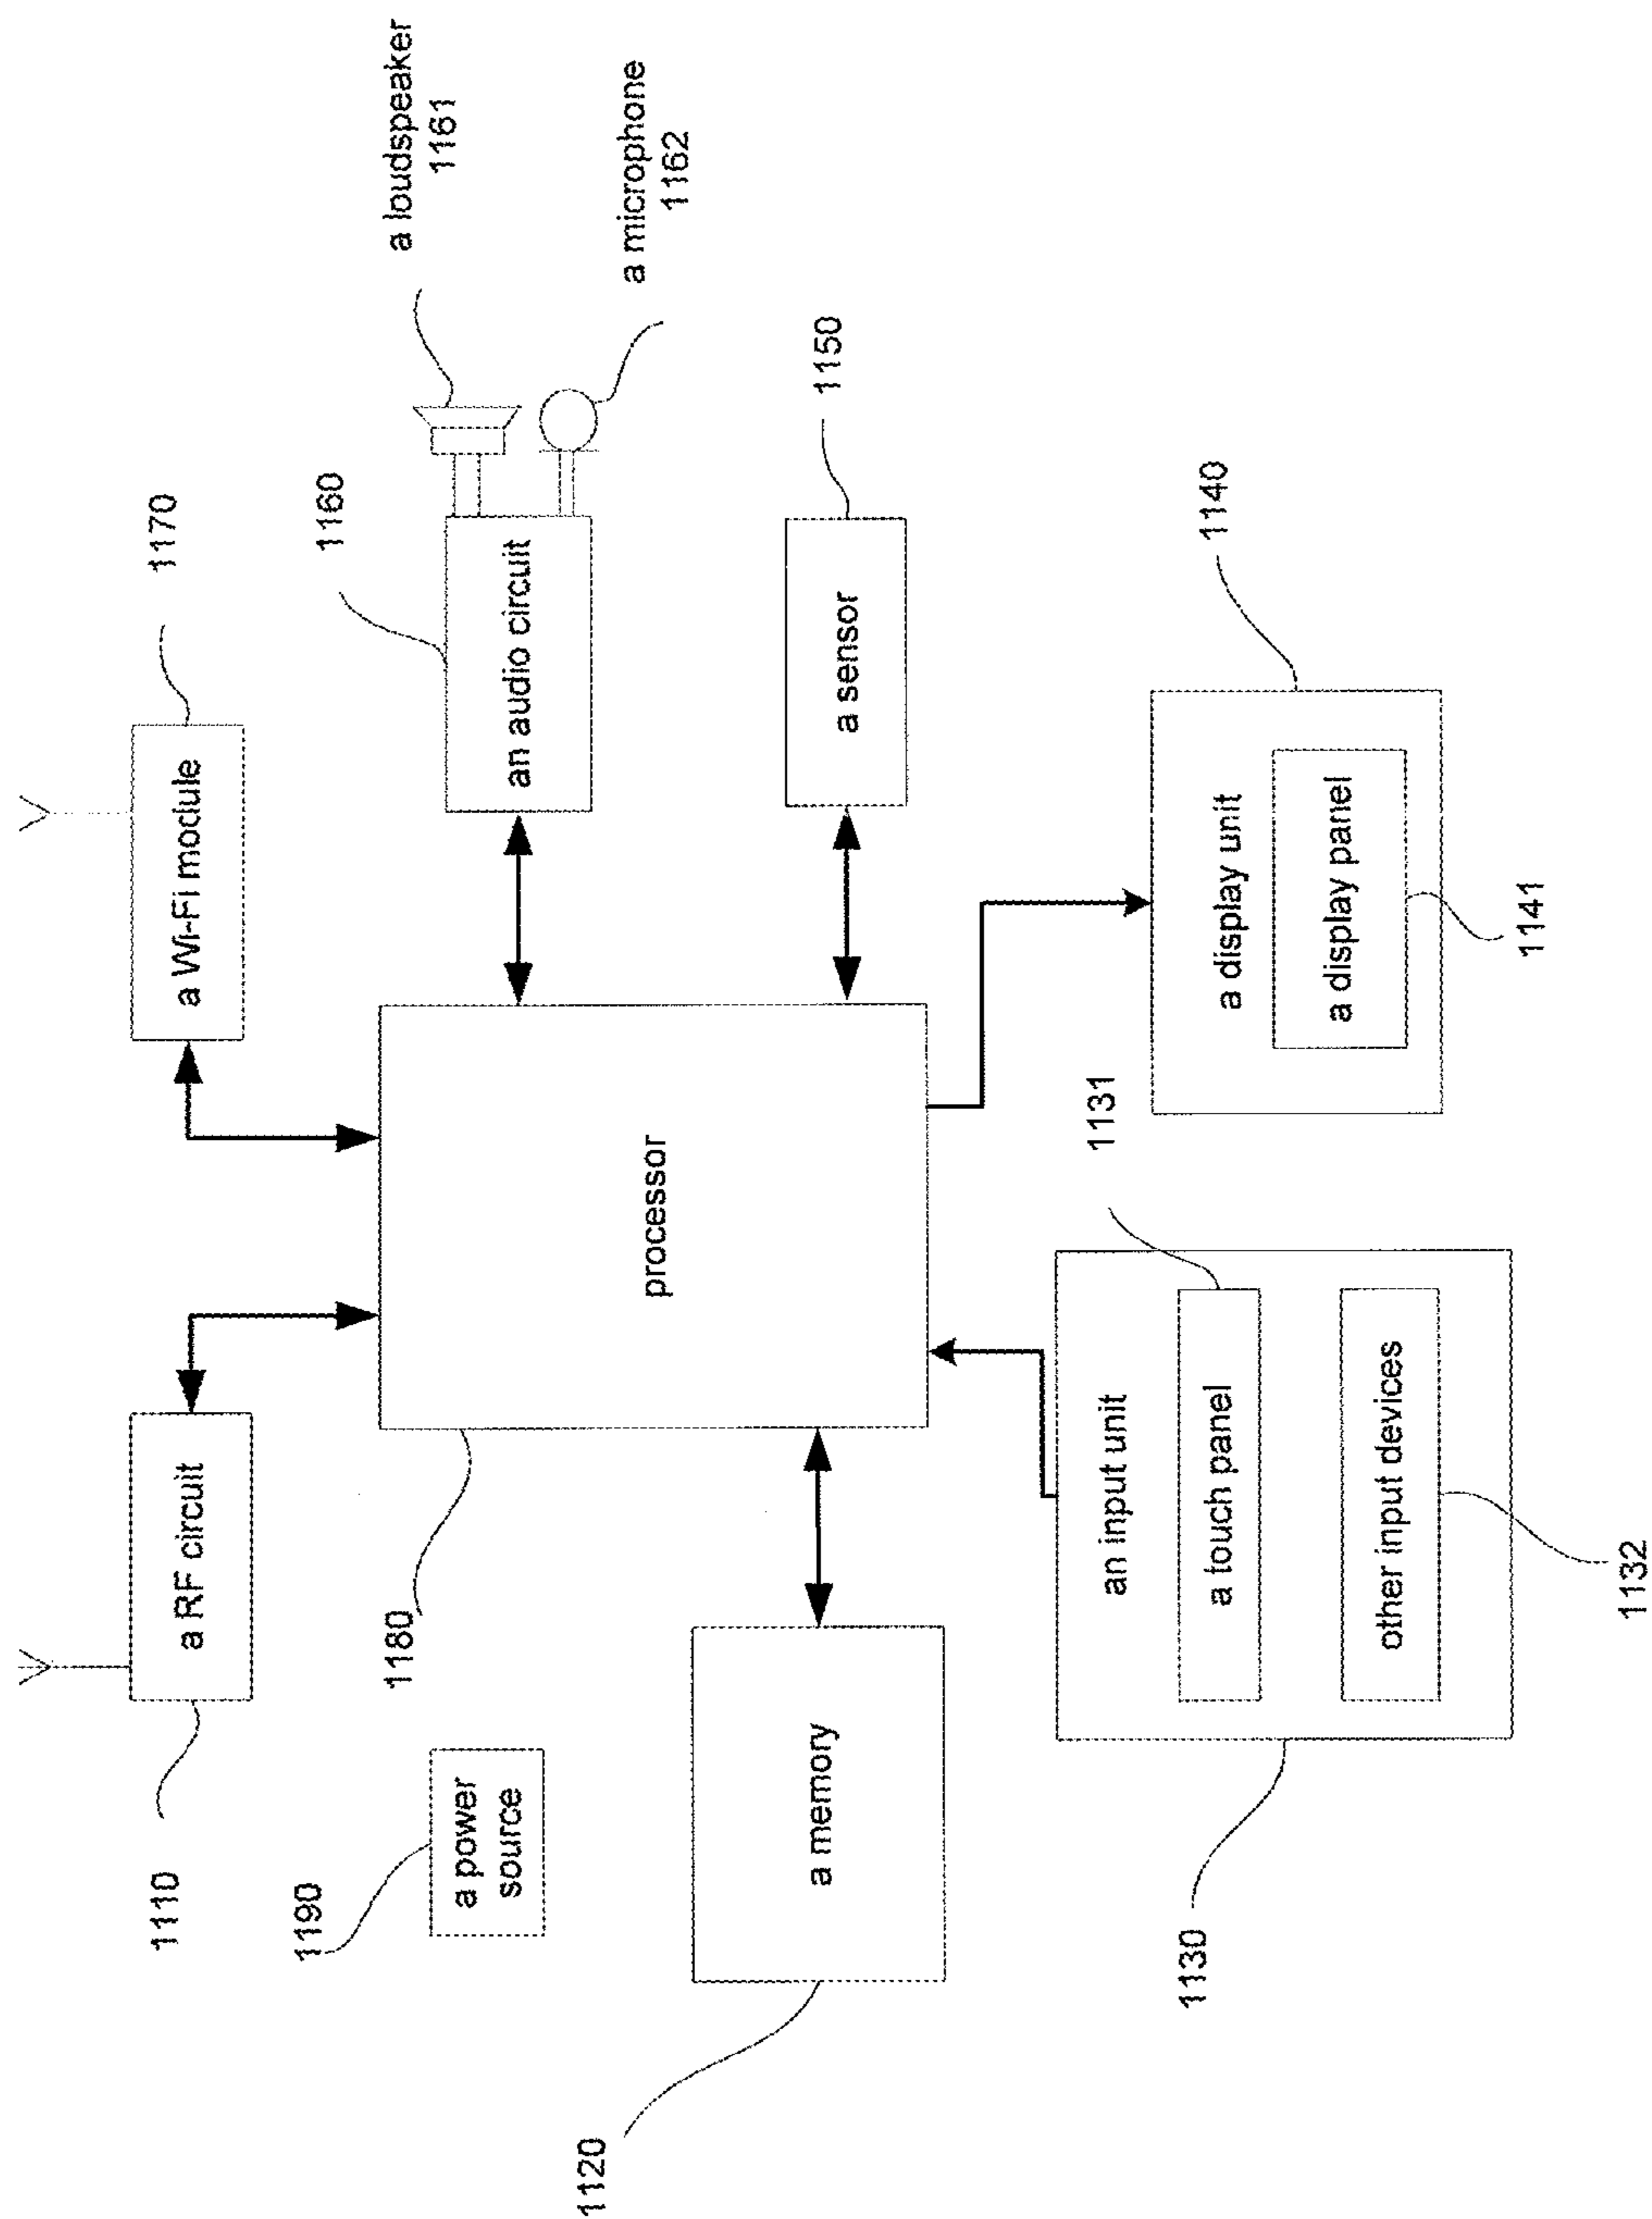 1110
a RF circuit
a Wi-Fi module
1170
1190
a power
source
1180
processor
1160
an audio circuit
a loudspeaker
1161
a microphone
1162
1120
a memory
a sensor
1150
1130
an input unit
a touch panel
1131
other input devices
1132
a display unit
1140
a display panel
1141